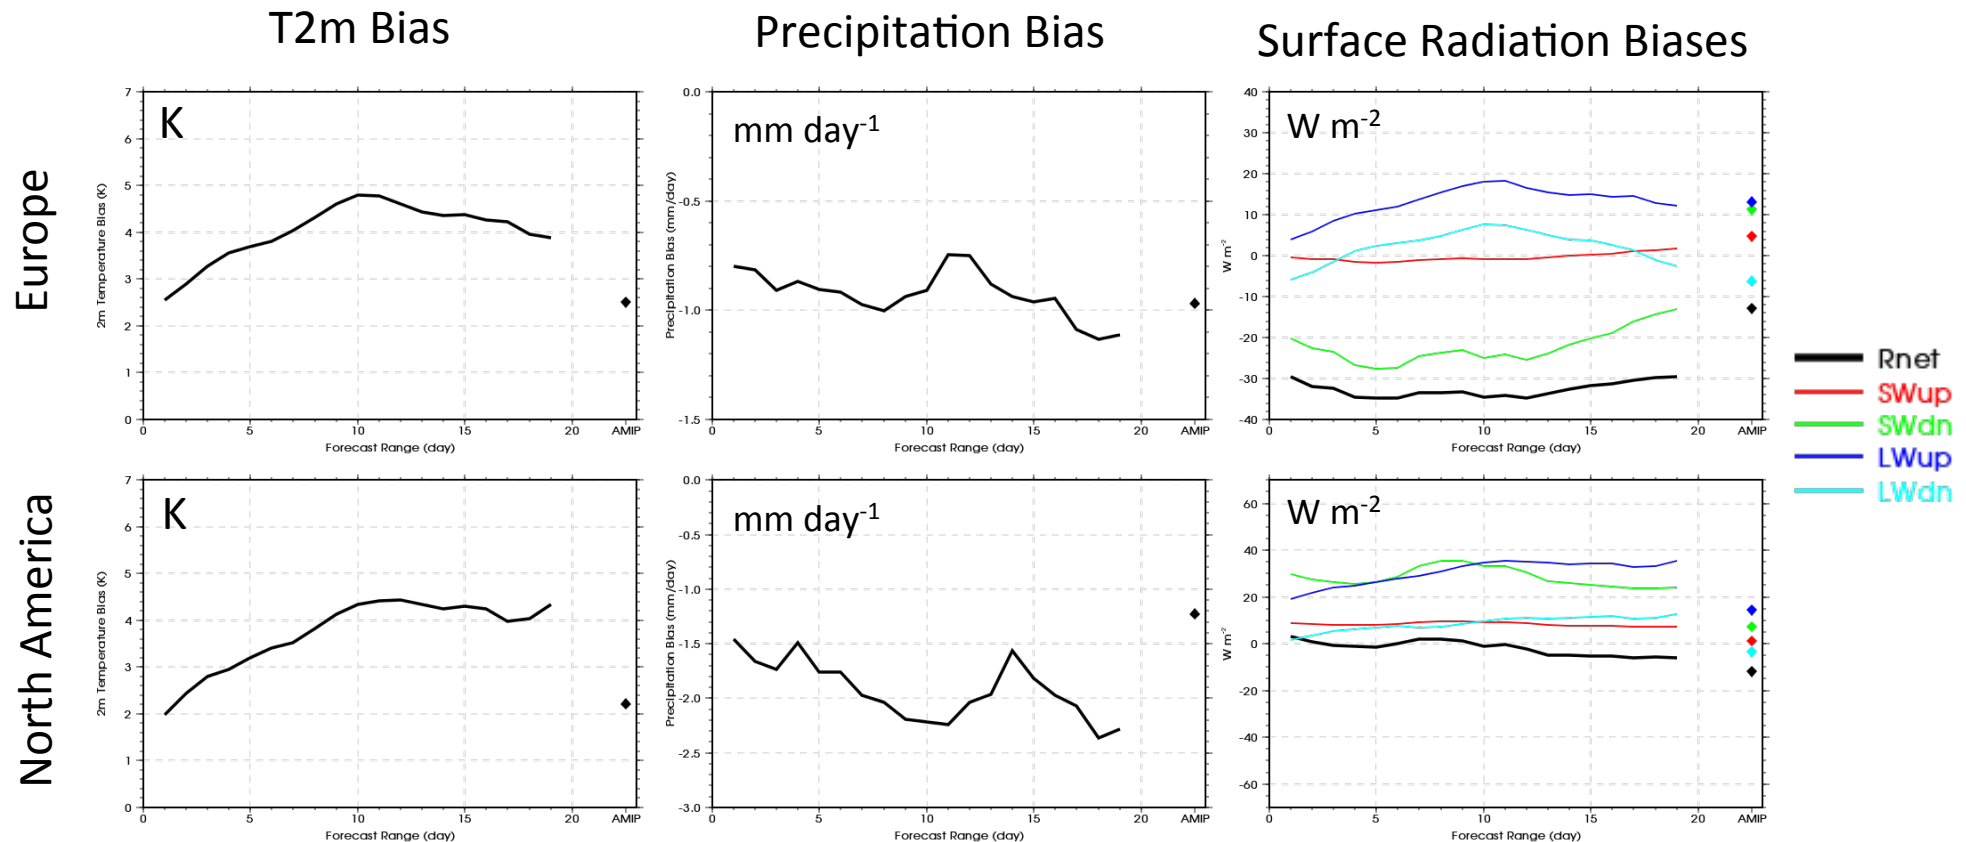 T2m Bias
Precipitation Bias
Surface Radiation Biases
Europe
K
2m Temperature Bias (K)
7
6
5
4
3
2
1
0
0 5 10 15 20 AMIP
Forecast Range (day)
mm day-1
Precipitation Bias (mm/day)
0.0
-0.5
-1.0
-1.5
0 5 10 15 20 AMIP
Forecast Range (day)
W m-2
W m-2
40
30
20
10
0
-10
-20
-30
-40
0 5 10 15 20 AMIP
Forecast Range (day)
Rnet
SWup
SWdn
LWup
LWdn
North America
K
2m Temperature Bias (K)
7
6
5
4
3
2
1
0
0 5 10 15 20 AMIP
Forecast Range (day)
mm day-1
Precipitation Bias (mm/day)
0.0
-0.5
-1.0
-1.5
-2.0
-2.5
-3.0
0 5 10 15 20 AMIP
Forecast Range (day)
W m-2
W m-2
60
40
20
0
-20
-40
-60
0 5 10 15 20 AMIP
Forecast Range (day)